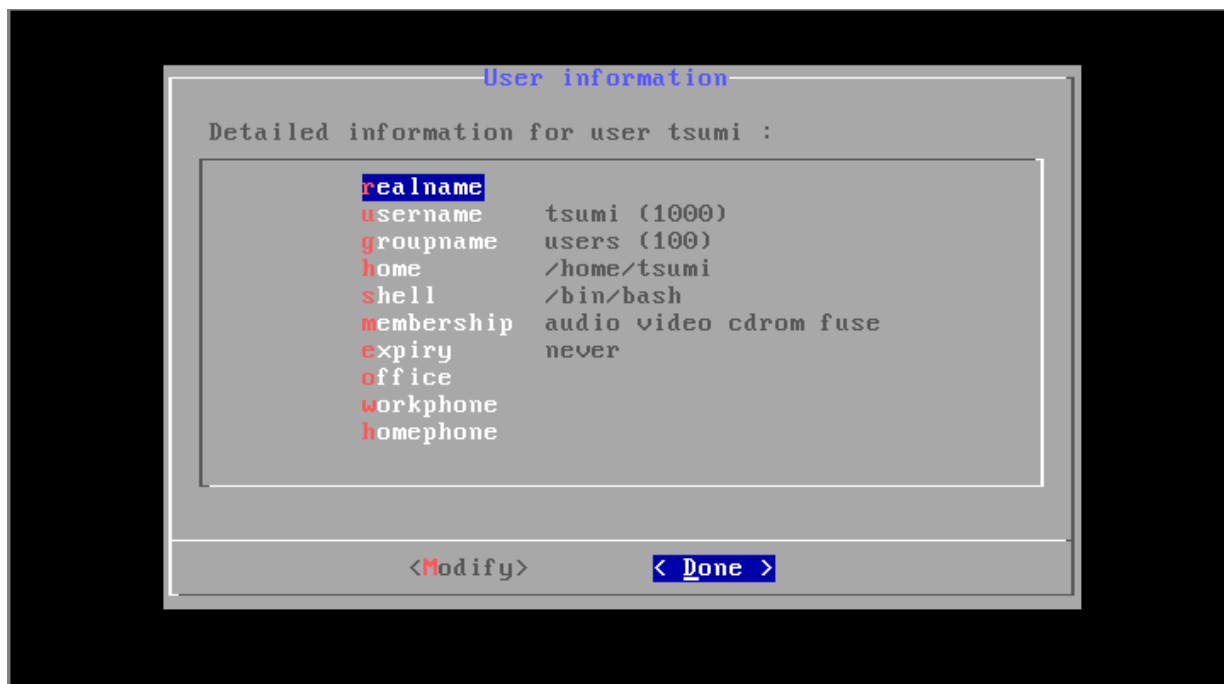 User information
Detailed information for user tsumi :
realname
username tsumi (1000)
groupname users (100)
home /home/tsumi
shell /bin/bash
membership audio video cdrom fuse
expiry never
office
workphone
homephone
<Modify> < Done >